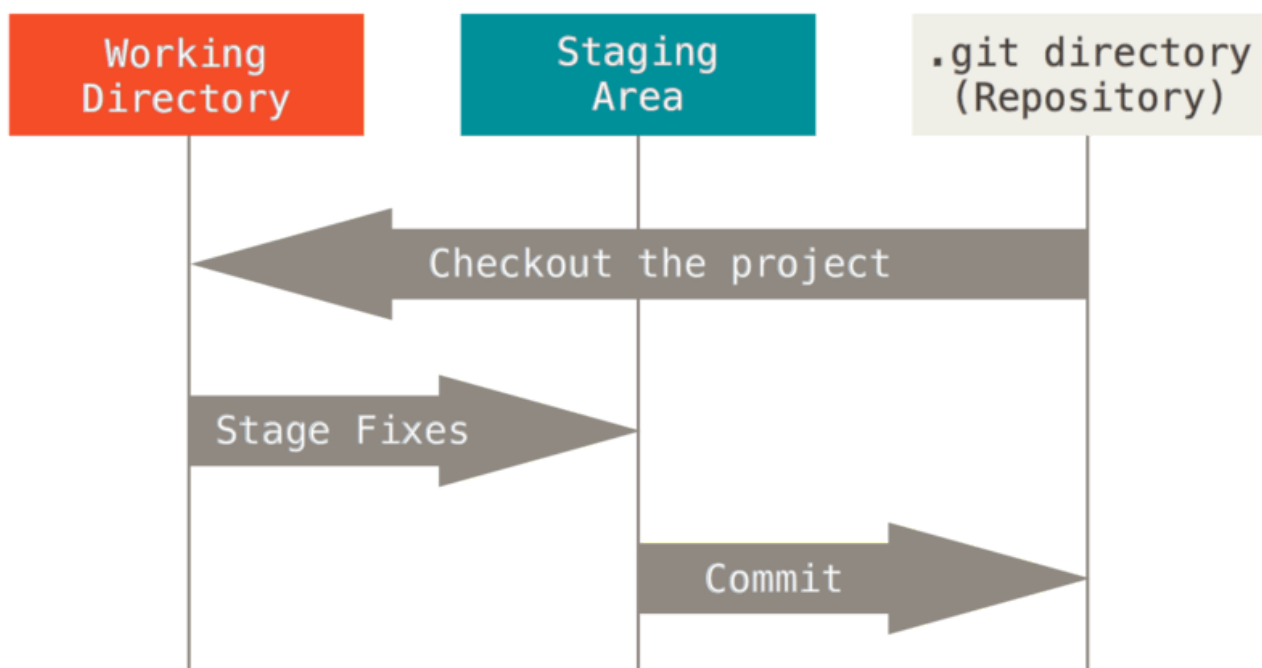 Working
Directory
Staging
Area
.git directory
(Repository)
Checkout the project
Stage Fixes
Commit